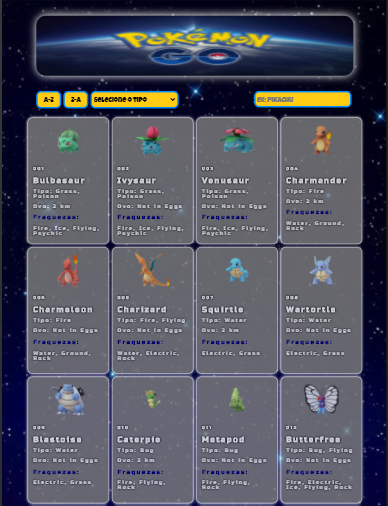 POKÉMON
GO
A-Z
Z-A
Selecione o tipo
Ex: Pikachu
001
Bulbasaur
Tipo: Grass,
Poison
Ovo: 2 km
Fraquezas:
Fire, Ice, Flying,
Psychic
002
Ivysaur
Tipo: Grass,
Poison
Ovo: Not in Eggs
Fraquezas:
Fire, Ice, Flying,
Psychic
003
Venusaur
Tipo: Grass,
Poison
Ovo: Not in Eggs
Fraquezas:
Fire, Ice, Flying,
Psychic
004
Charmander
Tipo: Fire
Ovo: 2 km
Fraquezas:
Water, Ground,
Rock
005
Charmeleon
Tipo: Fire
Ovo: Not in Eggs
Fraquezas:
Water, Ground,
Rock
006
Charizard
Tipo: Fire, Flying
Ovo: Not in Eggs
Fraquezas:
Water, Electric,
Rock
007
Squirtle
Tipo: Water
Ovo: 2 km
Fraquezas:
Electric, Grass
008
Wartortle
Tipo: Water
Ovo: Not in Eggs
Fraquezas:
Electric, Grass
009
Blastoise
Tipo: Water
Ovo: Not in Eggs
Fraquezas:
Electric, Grass
010
Caterpie
Tipo: Bug
Ovo: 2 km
Fraquezas:
Fire, Flying,
Rock
011
Metapod
Tipo: Bug
Ovo: Not in Eggs
Fraquezas:
Fire, Flying,
Rock
012
Butterfree
Tipo: Bug, Flying
Ovo: Not in Eggs
Fraquezas:
Fire, Electric,
Ice, Flying, Rock